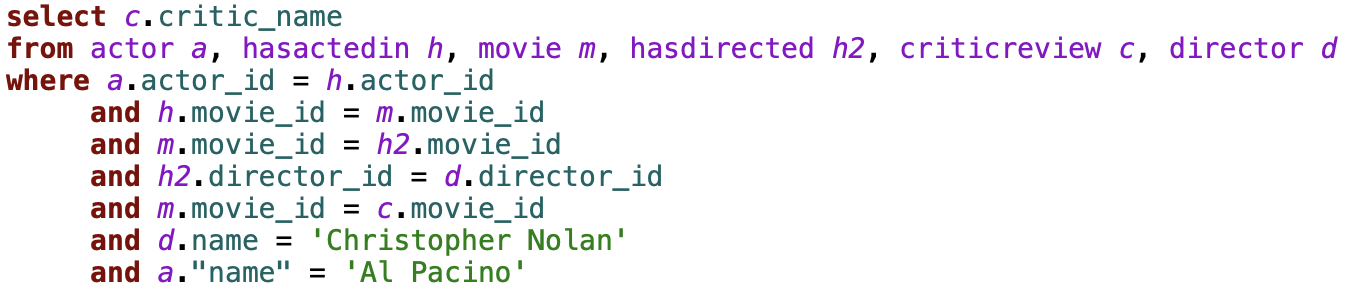 select c.critic_name
from actor a, hasactedin h, movie m, hasdirected h2, criticreview c, director d
where a.actor_id = h.actor_id
and h.movie_id = m.movie_id
and m.movie_id = h2.movie_id
and h2.director_id = d.director_id
and m.movie_id = c.movie_id
and d.name = 'Christopher Nolan'
and a."name" = 'Al Pacino'